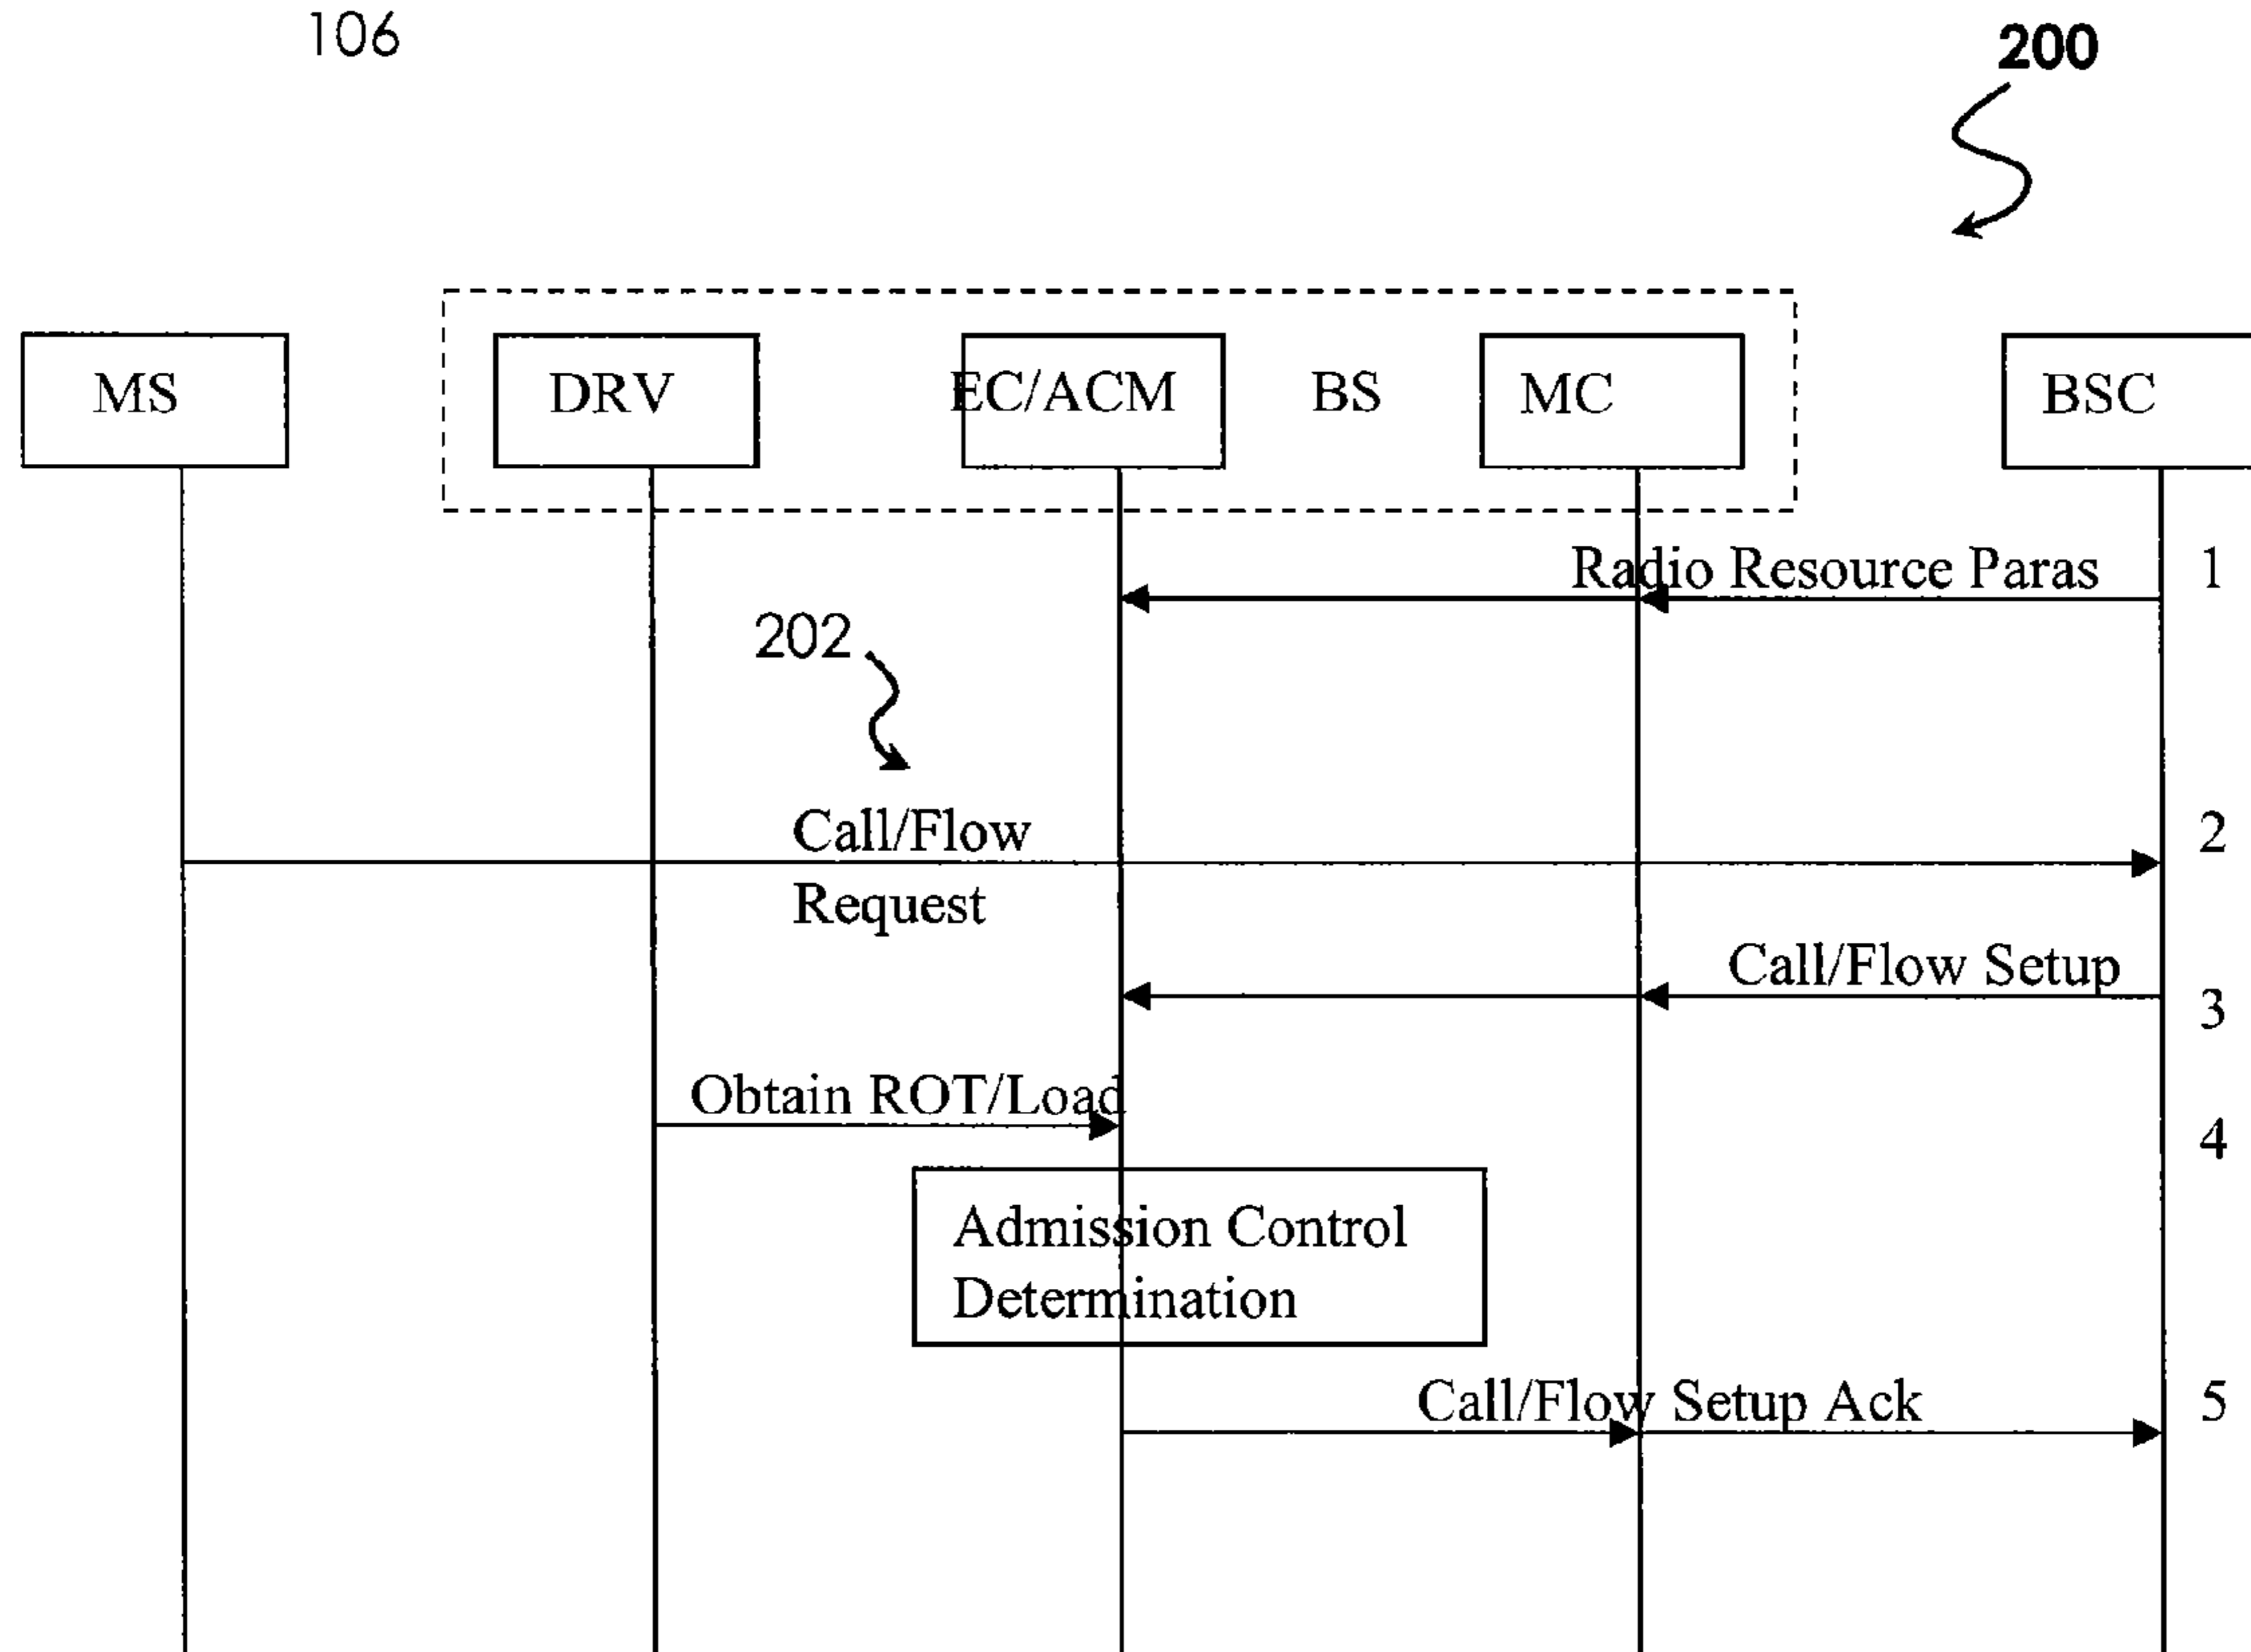 106
200
MS
DRV
EC/ACM
BS
MC
BSC
Radio Resource Paras
1
202
Call/Flow
2
Request
Call/Flow Setup
3
Obtain ROT/Load
4
Admission Control
Determination
Call/Flow Setup Ack
5